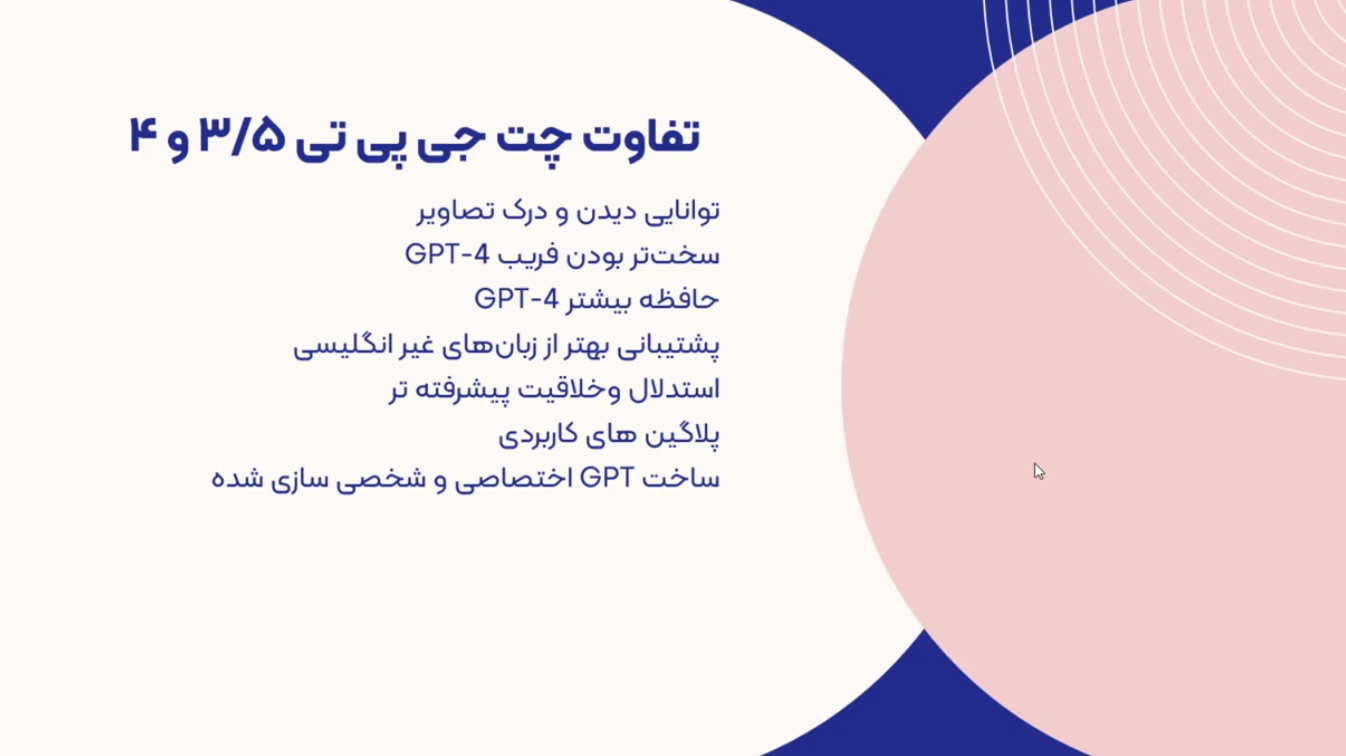 تفاوت چت جی پی تی ۳/۵ و ۴
توانایی دیدن و درک تصاویر
سخت‌تر بودن فریب GPT-4
حافظه بیشتر GPT-4
پشتیبانی بهتر از زبان‌های غیر انگلیسی
استدلال وخلاقیت پیشرفته تر
پلاگین های کاربردی
ساخت GPT اختصاصی و شخصی سازی شده